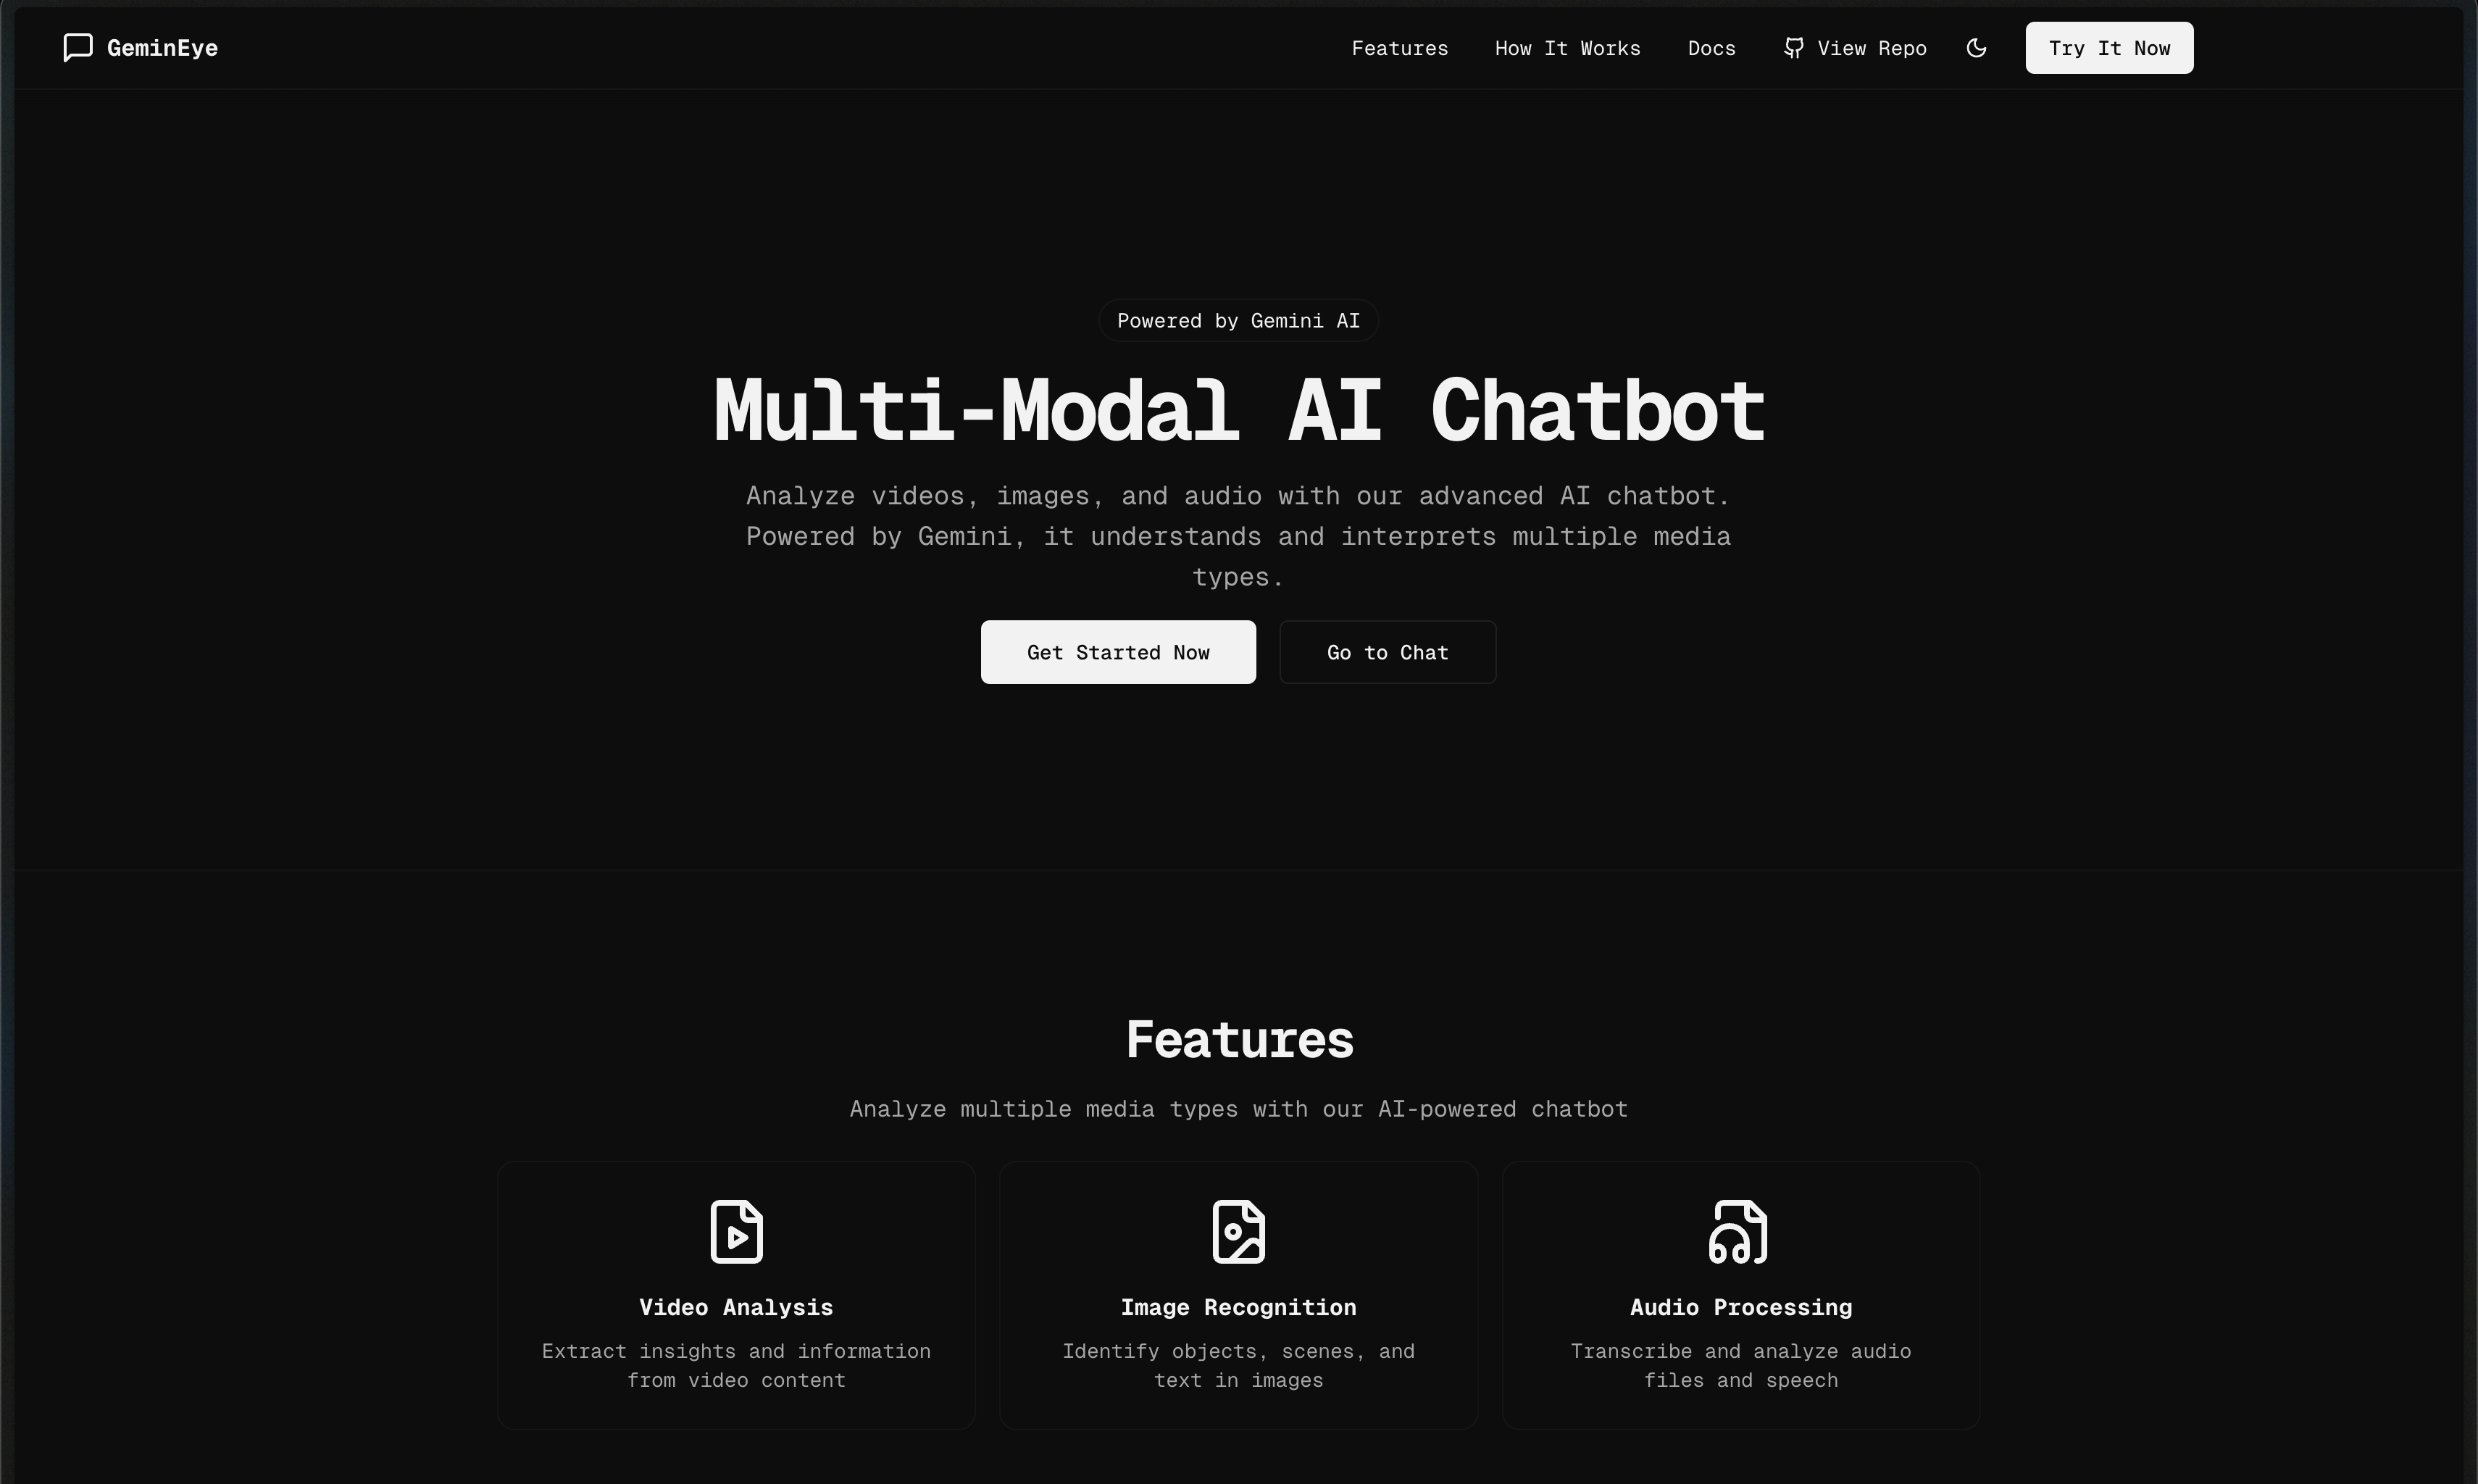 GeminEye
Features
How It Works
Docs
View Repo
Try It Now
Powered by Gemini AI
Multi-Modal AI Chatbot
Analyze videos, images, and audio with our advanced AI chatbot.
Powered by Gemini, it understands and interprets multiple media
types.
Get Started Now
Go to Chat
Features
Analyze multiple media types with our AI-powered chatbot
Video Analysis
Extract insights and information
from video content
Image Recognition
Identify objects, scenes, and
text in images
Audio Processing
Transcribe and analyze audio
files and speech